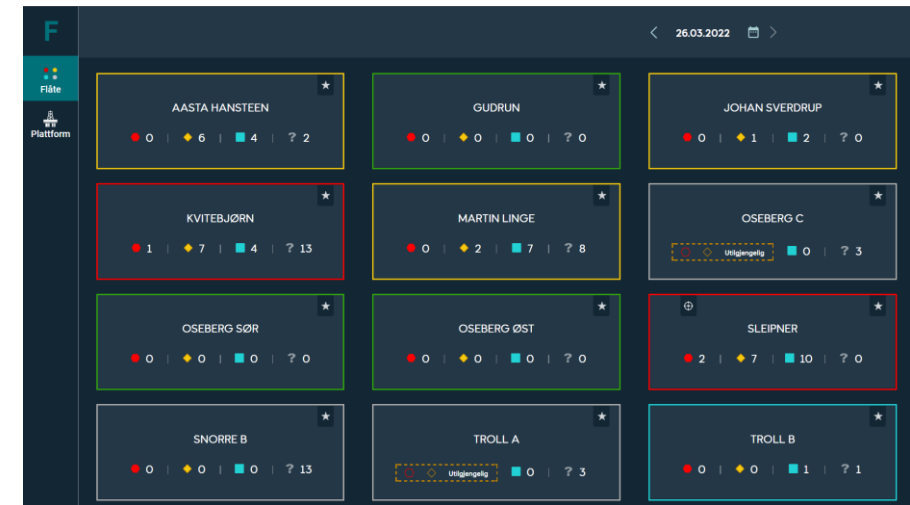 F
26.03.2022
Flåte
Plattform
AASTA HANSTEEN
0 | 6 | 4 | ? 2
GUDRUN
0 | 0 | 0 | ? 0
JOHAN SVERDRUP
0 | 1 | 2 | ? 0
KVITEBJØRN
1 | 7 | 4 | ? 13
MARTIN LINGE
0 | 2 | 7 | ? 8
OSEBERG C
Utilgjengelig 0 | ? 3
OSEBERG SØR
0 | 0 | 0 | ? 0
OSEBERG ØST
0 | 0 | 0 | ? 0
SLEIPNER
2 | 7 | 10 | ? 0
SNORRE B
0 | 0 | 0 | ? 13
TROLL A
Utilgjengelig 0 | ? 3
TROLL B
0 | 0 | 1 | ? 1